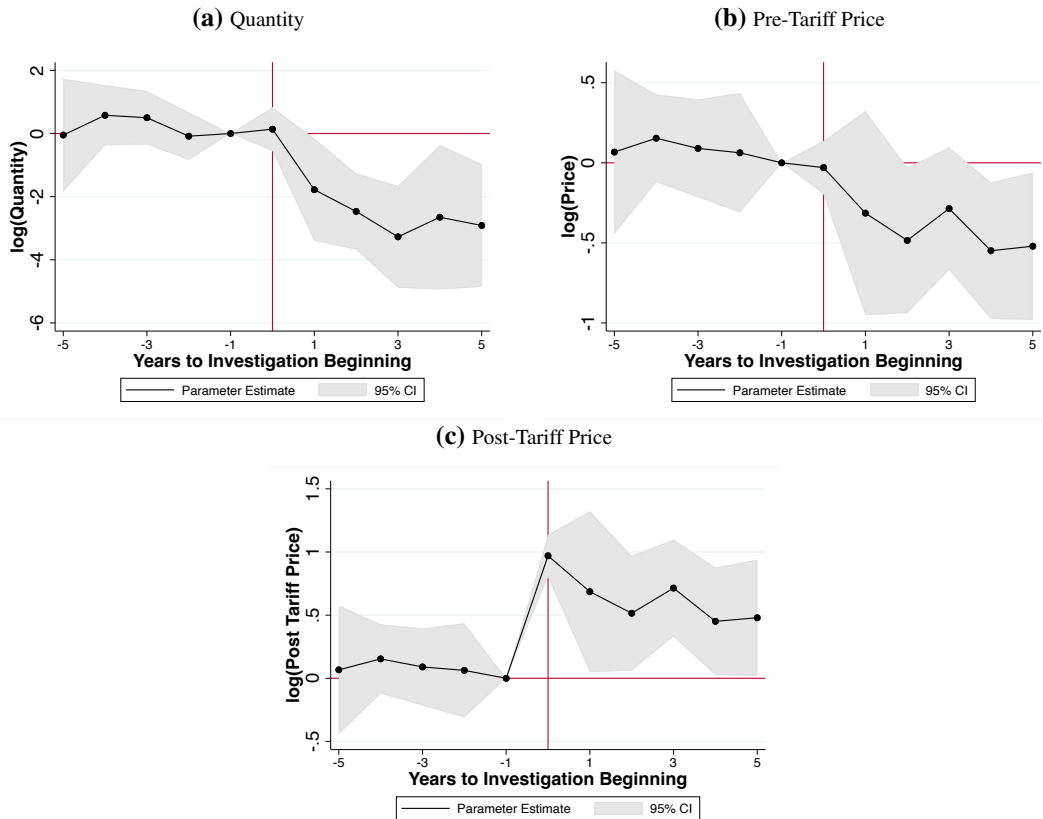 (a) Quantity
log(Quantity)
2
0
-2
-4
-6
-5
-3
-1
1
3
5
Years to Investigation Beginning
Parameter Estimate
95% CI
(b) Pre-Tariff Price
log(Price)
.5
0
-.5
-1
-5
-3
-1
1
3
5
Years to Investigation Beginning
Parameter Estimate
95% CI
(c) Post-Tariff Price
log(Post Tariff Price)
1.5
1
.5
0
-.5
-5
-3
-1
1
3
5
Years to Investigation Beginning
Parameter Estimate
95% CI